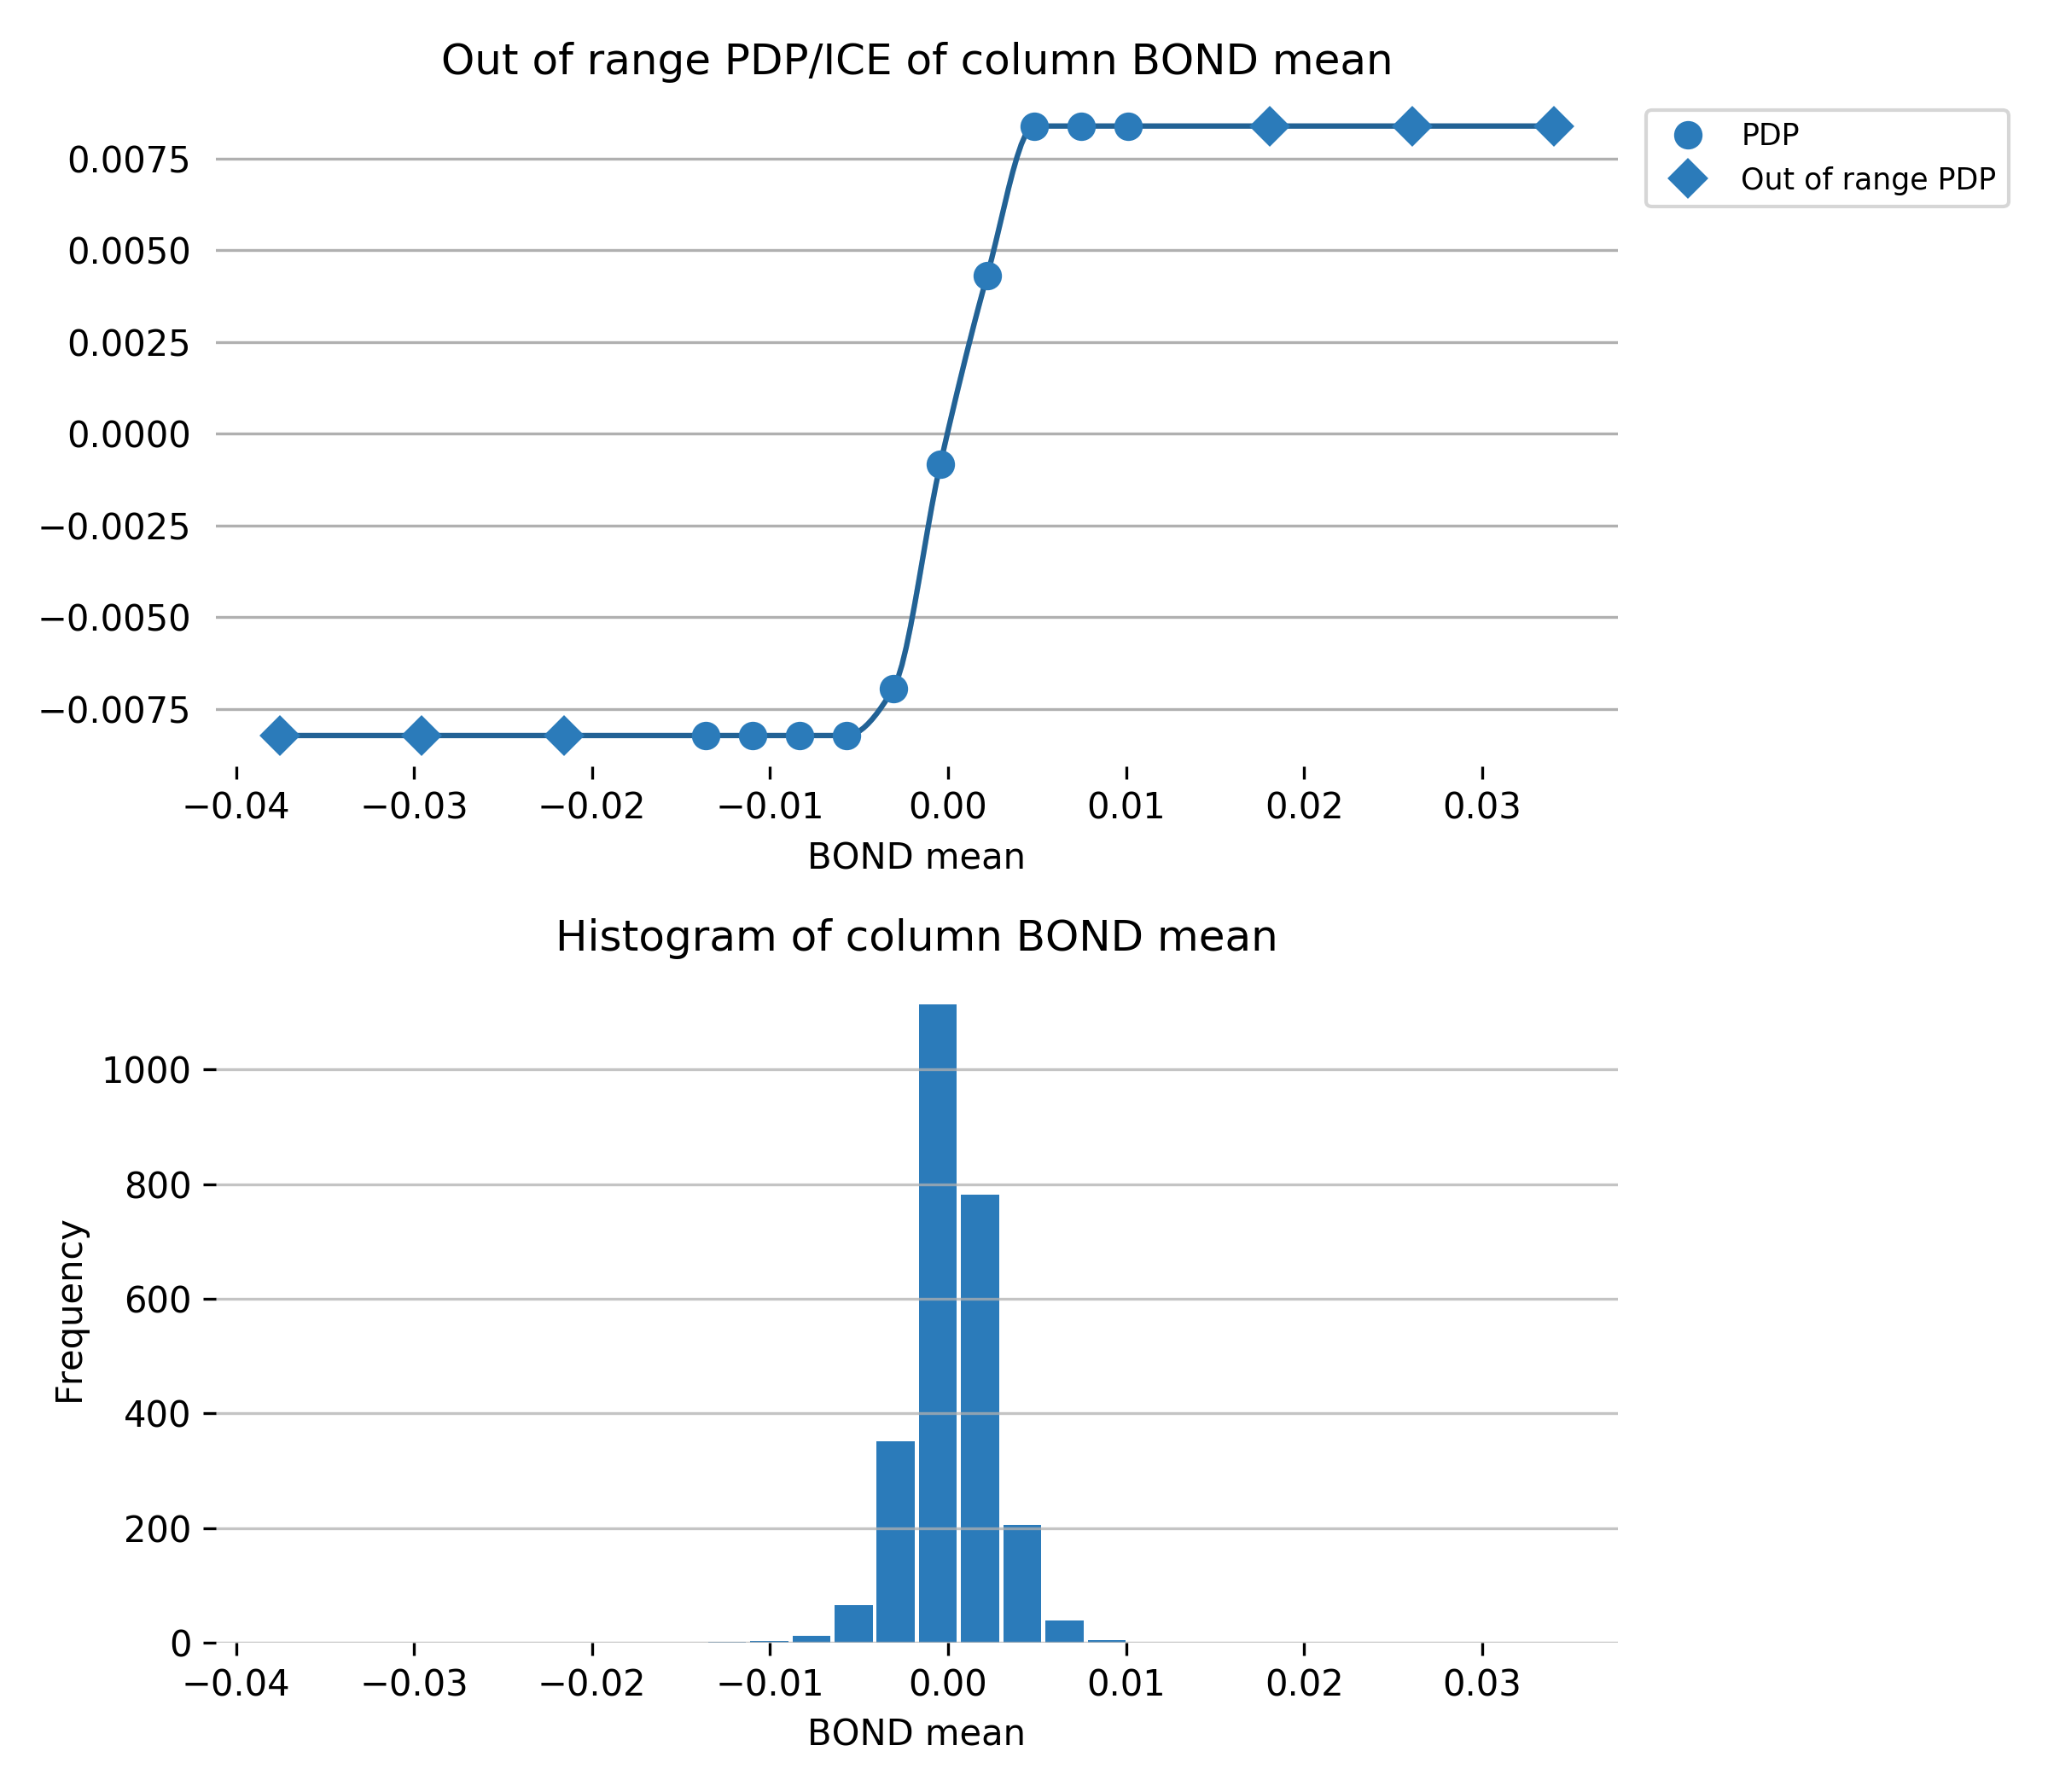 Out of range PDP/ICE of column BOND mean
PDP
Out of range PDP
0.0075
0.0050
0.0025
0.0000
−0.0025
−0.0050
−0.0075
−0.04 −0.03 −0.02 −0.01 0.00 0.01 0.02 0.03
BOND mean
Histogram of column BOND mean
Frequency
1000
800
600
400
200
0
−0.04 −0.03 −0.02 −0.01 0.00 0.01 0.02 0.03
BOND mean